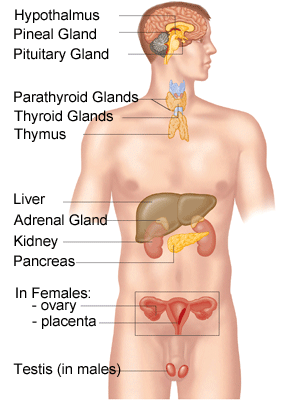 Hypothalmus
Pineal Gland
Pituitary Gland
Parathyroid Glands
Thyroid Glands
Thymus
Liver
Adrenal Gland
Kidney
Pancreas
In Females:
- ovary
- placenta
Testis (in males)